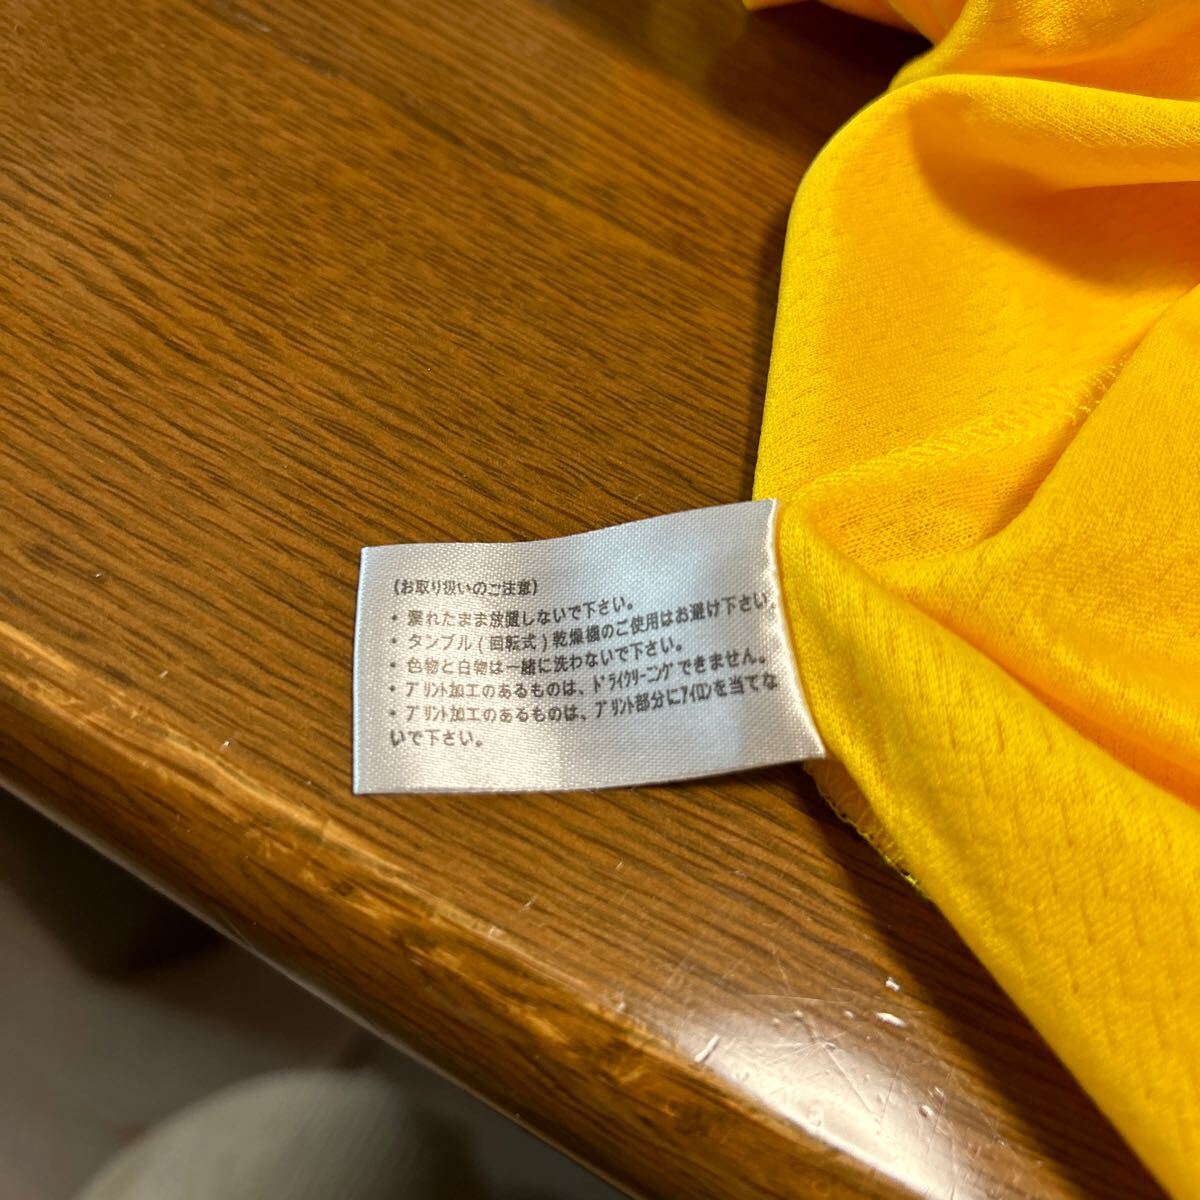 (お取り扱いのご注意)
・濡れたまま放置しないで下さい。
・タンブル(回転式)乾燥機のご使用はお避け下さい。
・色物と白物は一緒に洗わないで下さい。
・プリント加工のあるものは、ドライクリーニングできません。
・プリント加工のあるものは、プリント部分にアイロンを当てな
いで下さい。